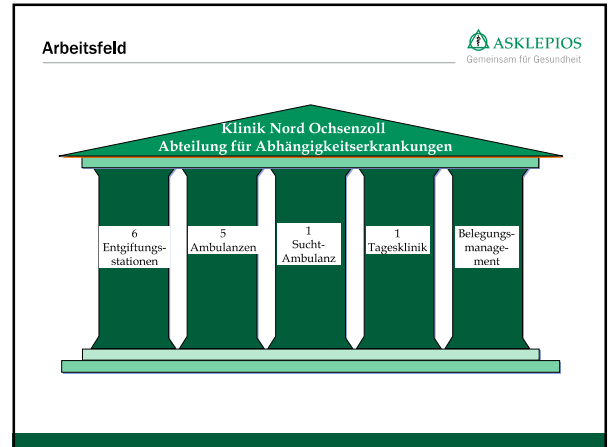 Arbeitsfeld
ASKLEPIOS
Gemeinsam für Gesundheit
Klinik Nord Ochsenzoll
Abteilung für Abhängigkeitserkrankungen
6
Entgiftungs-
stationen
5
Ambulanzen
1
Sucht-
Ambulanz
1
Tagesklinik
Belegungs-
manage-
ment